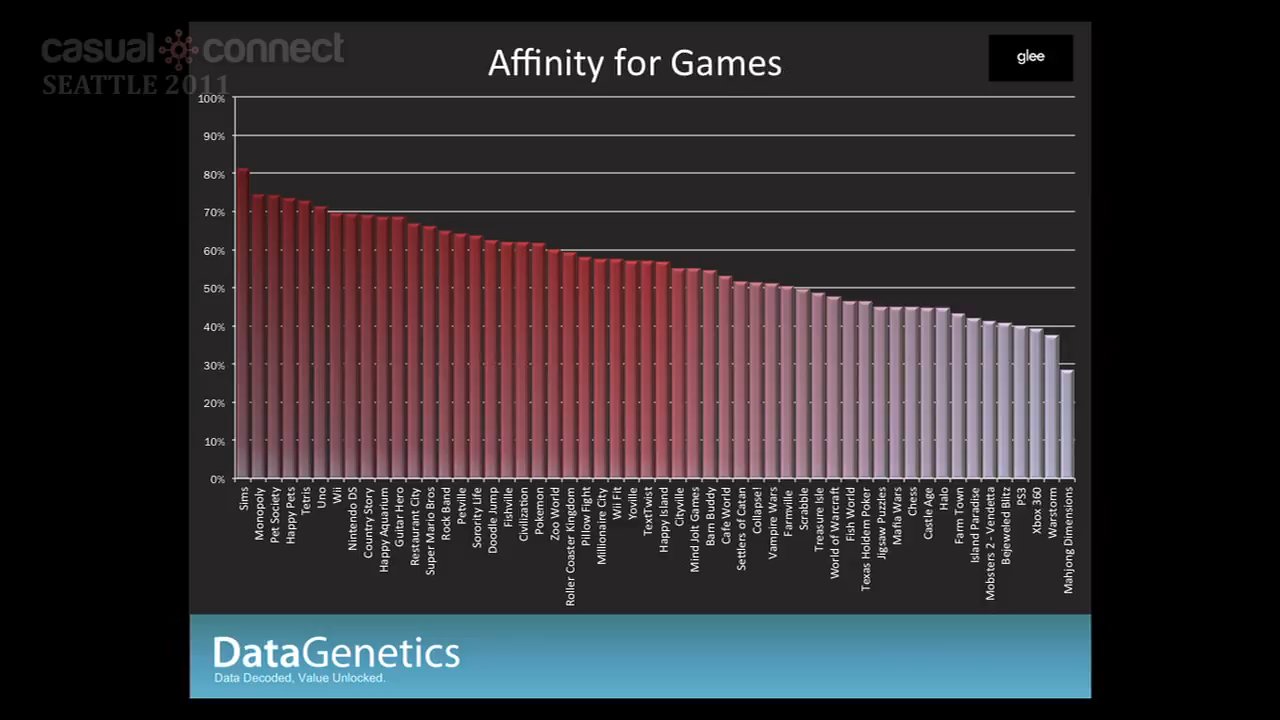 casual connect
SEATTLE 2011
Affinity for Games
glee
100%
90%
80%
70%
60%
50%
40%
30%
20%
10%
0%
Sims
Monopoly
Pet Society
Happy Pets
Tetris
Uno
Wii
Nintendo DS
Country Story
Happy Aquarium
Guitar Hero
Restaurant City
Super Mario Bros
Rock Band
Petville
Sorority Life
Doodle Jump
Fishville
Civilization
Pokemon
Zoo World
Roller Coaster Kingdom
Pillow Fight
Millionaire City
Wii Fit
Yoville
TextTwist
Happy Island
Cityville
Mind Jolt Games
Barn Buddy
Cafe World
Settlers of Catan
Collapse!
Vampire Wars
Farmville
Scrabble
Treasure Isle
World of Warcraft
Fish World
Texas Holdem Poker
Jigsaw Puzzles
Mafia Wars
Chess
Castle Age
Halo
Farm Town
Island Paradise
Mobsters 2 - Vendetta
Bejeweled Blitz
PS3
Xbox 360
Warstorm
Mahjong Dimensions
DataGenetics
Data Decoded, Value Unlocked.